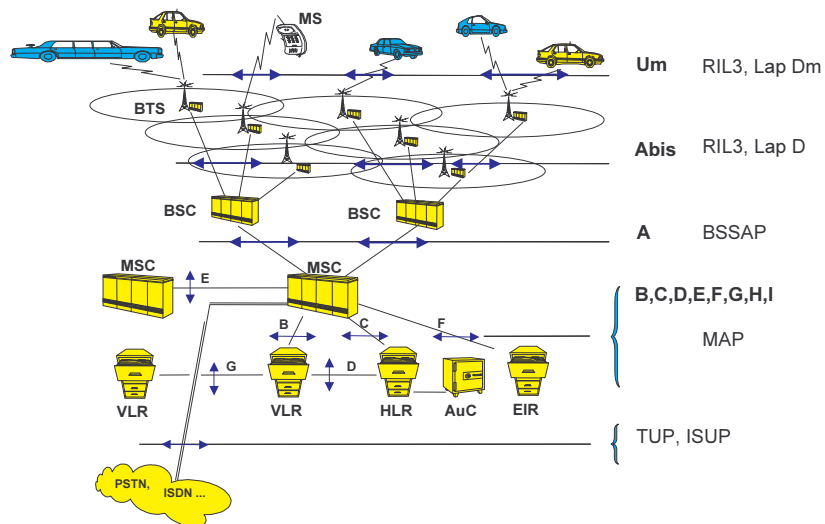 MS
Um RIL3, Lap Dm
BTS
Abis RIL3, Lap D
BSC BSC
A BSSAP
MSC E MSC
B,C,D,E,F,G,H,I
B C F
MAP
G D
VLR VLR HLR AuC EIR
TUP, ISUP
PSTN,
ISDN ...